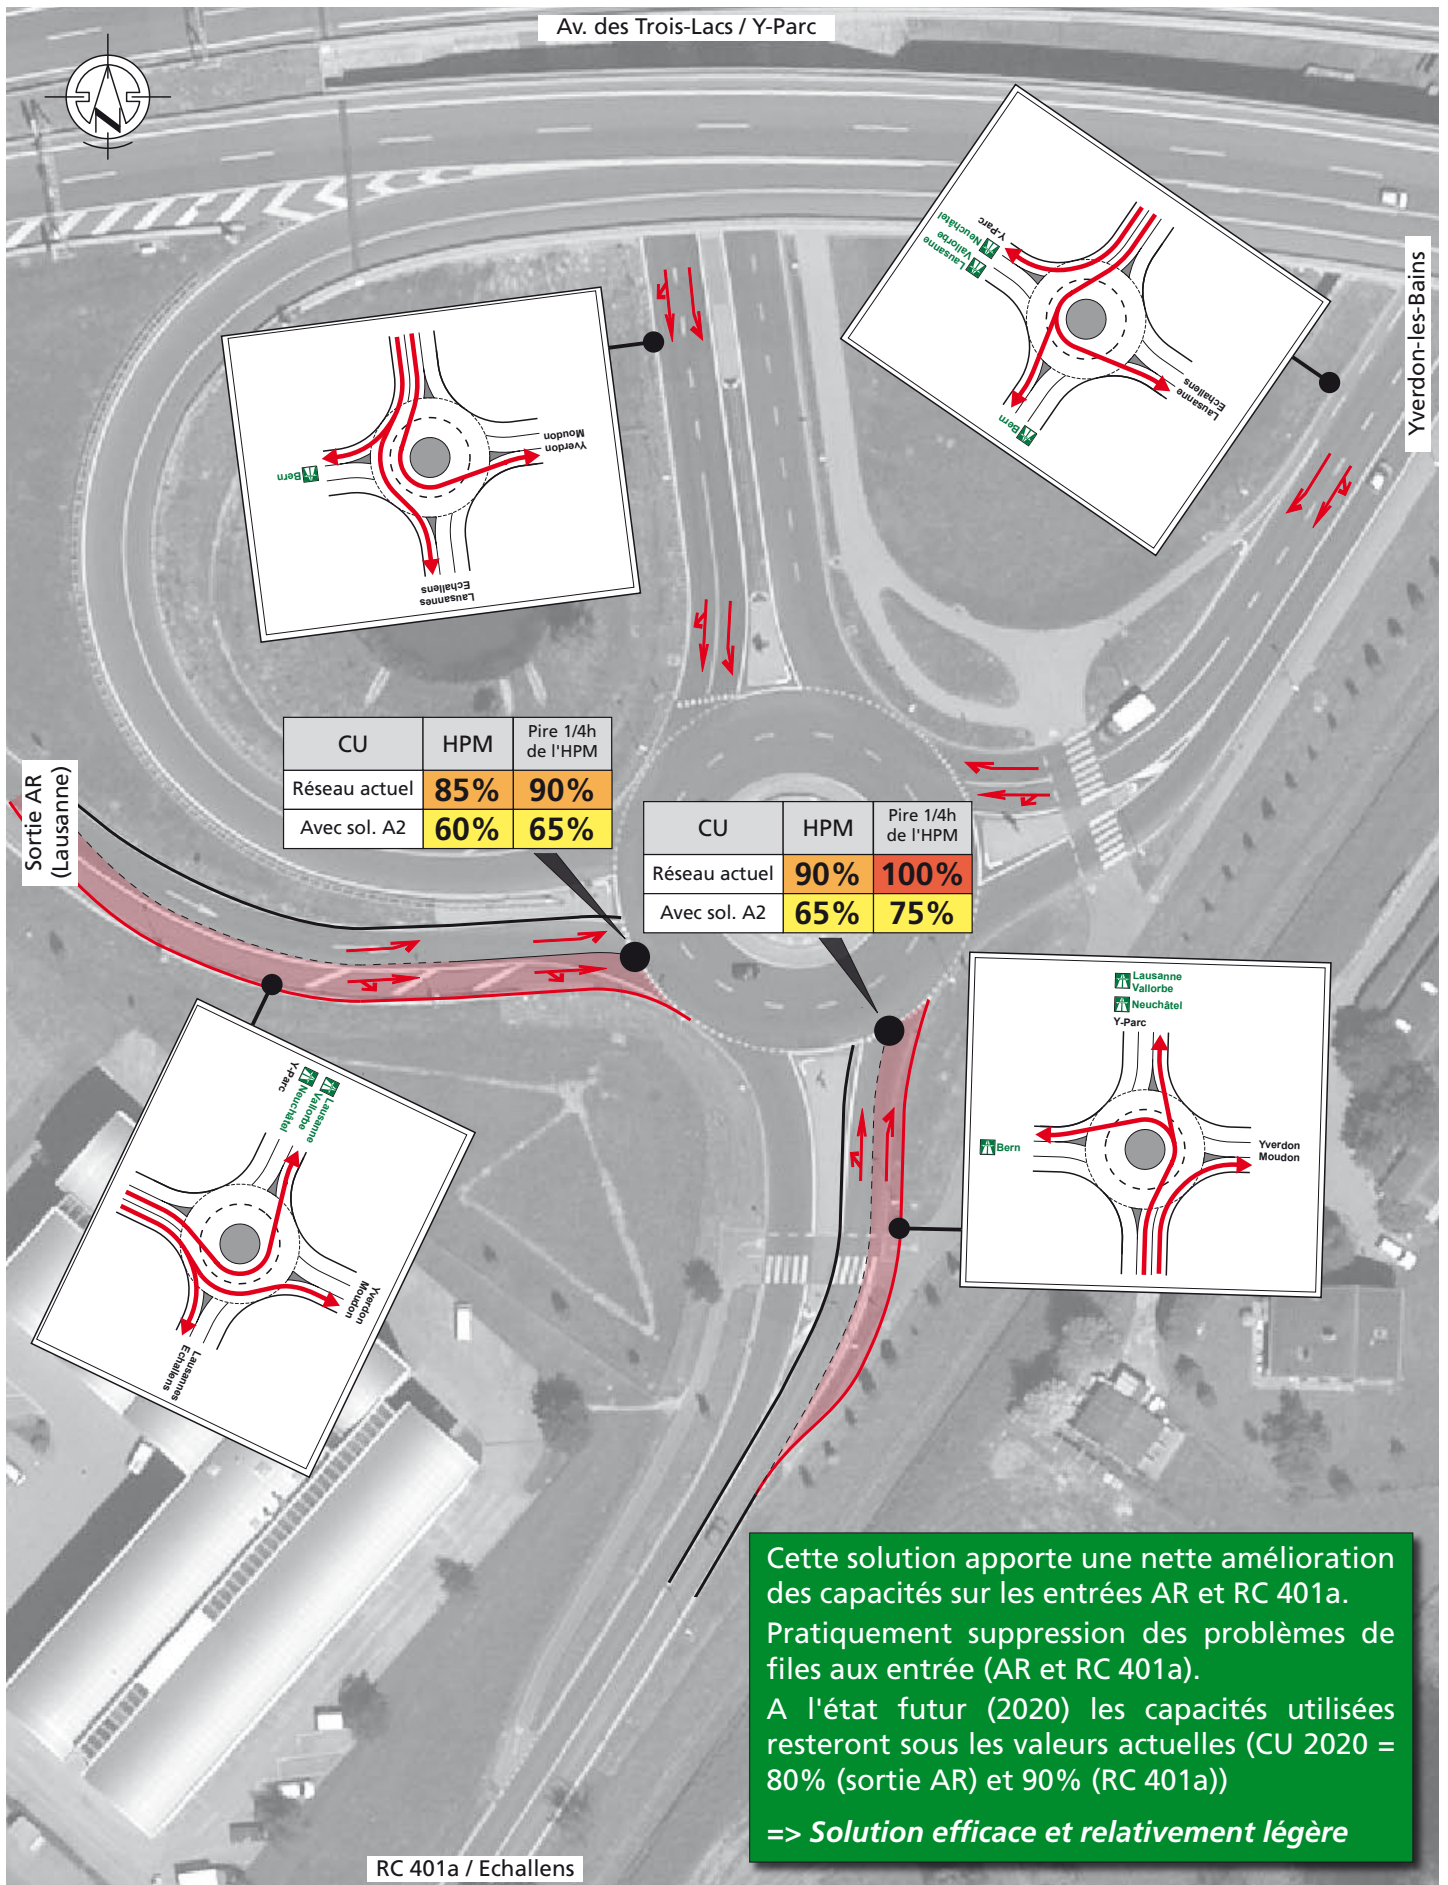 Av. des Trois-Lacs / Y-Parc
N
Y-Parc
Neuchâtel
Vallorbe
Lausanne
Bern
Lausanne
Echallens
Yverdon-les-Bains
Bern
Yverdon
Moudon
Lausannes
Echallens
CU HPM Pire 1/4h
de l'HPM
Réseau actuel 85% 90%
Avec sol. A2 60% 65%
Sortie AR
(Lausanne)
CU HPM Pire 1/4h
de l'HPM
Réseau actuel 90% 100%
Avec sol. A2 65% 75%
Lausanne
Vallorbe
Neuchâtel
Y-Parc
Bern
Yverdon
Moudon
Lausanne
Vallorbe
Neuchâtel
Y-Parc
Yverdon
Moudon
Lausannes
Echallens
Cette solution apporte une nette amélioration
des capacités sur les entrées AR et RC 401a.
Pratiquement suppression des problèmes de
files aux entrée (AR et RC 401a).
A l'état futur (2020) les capacités utilisées
resteront sous les valeurs actuelles (CU 2020 =
80% (sortie AR) et 90% (RC 401a))
=> Solution efficace et relativement légère
RC 401a / Echallens